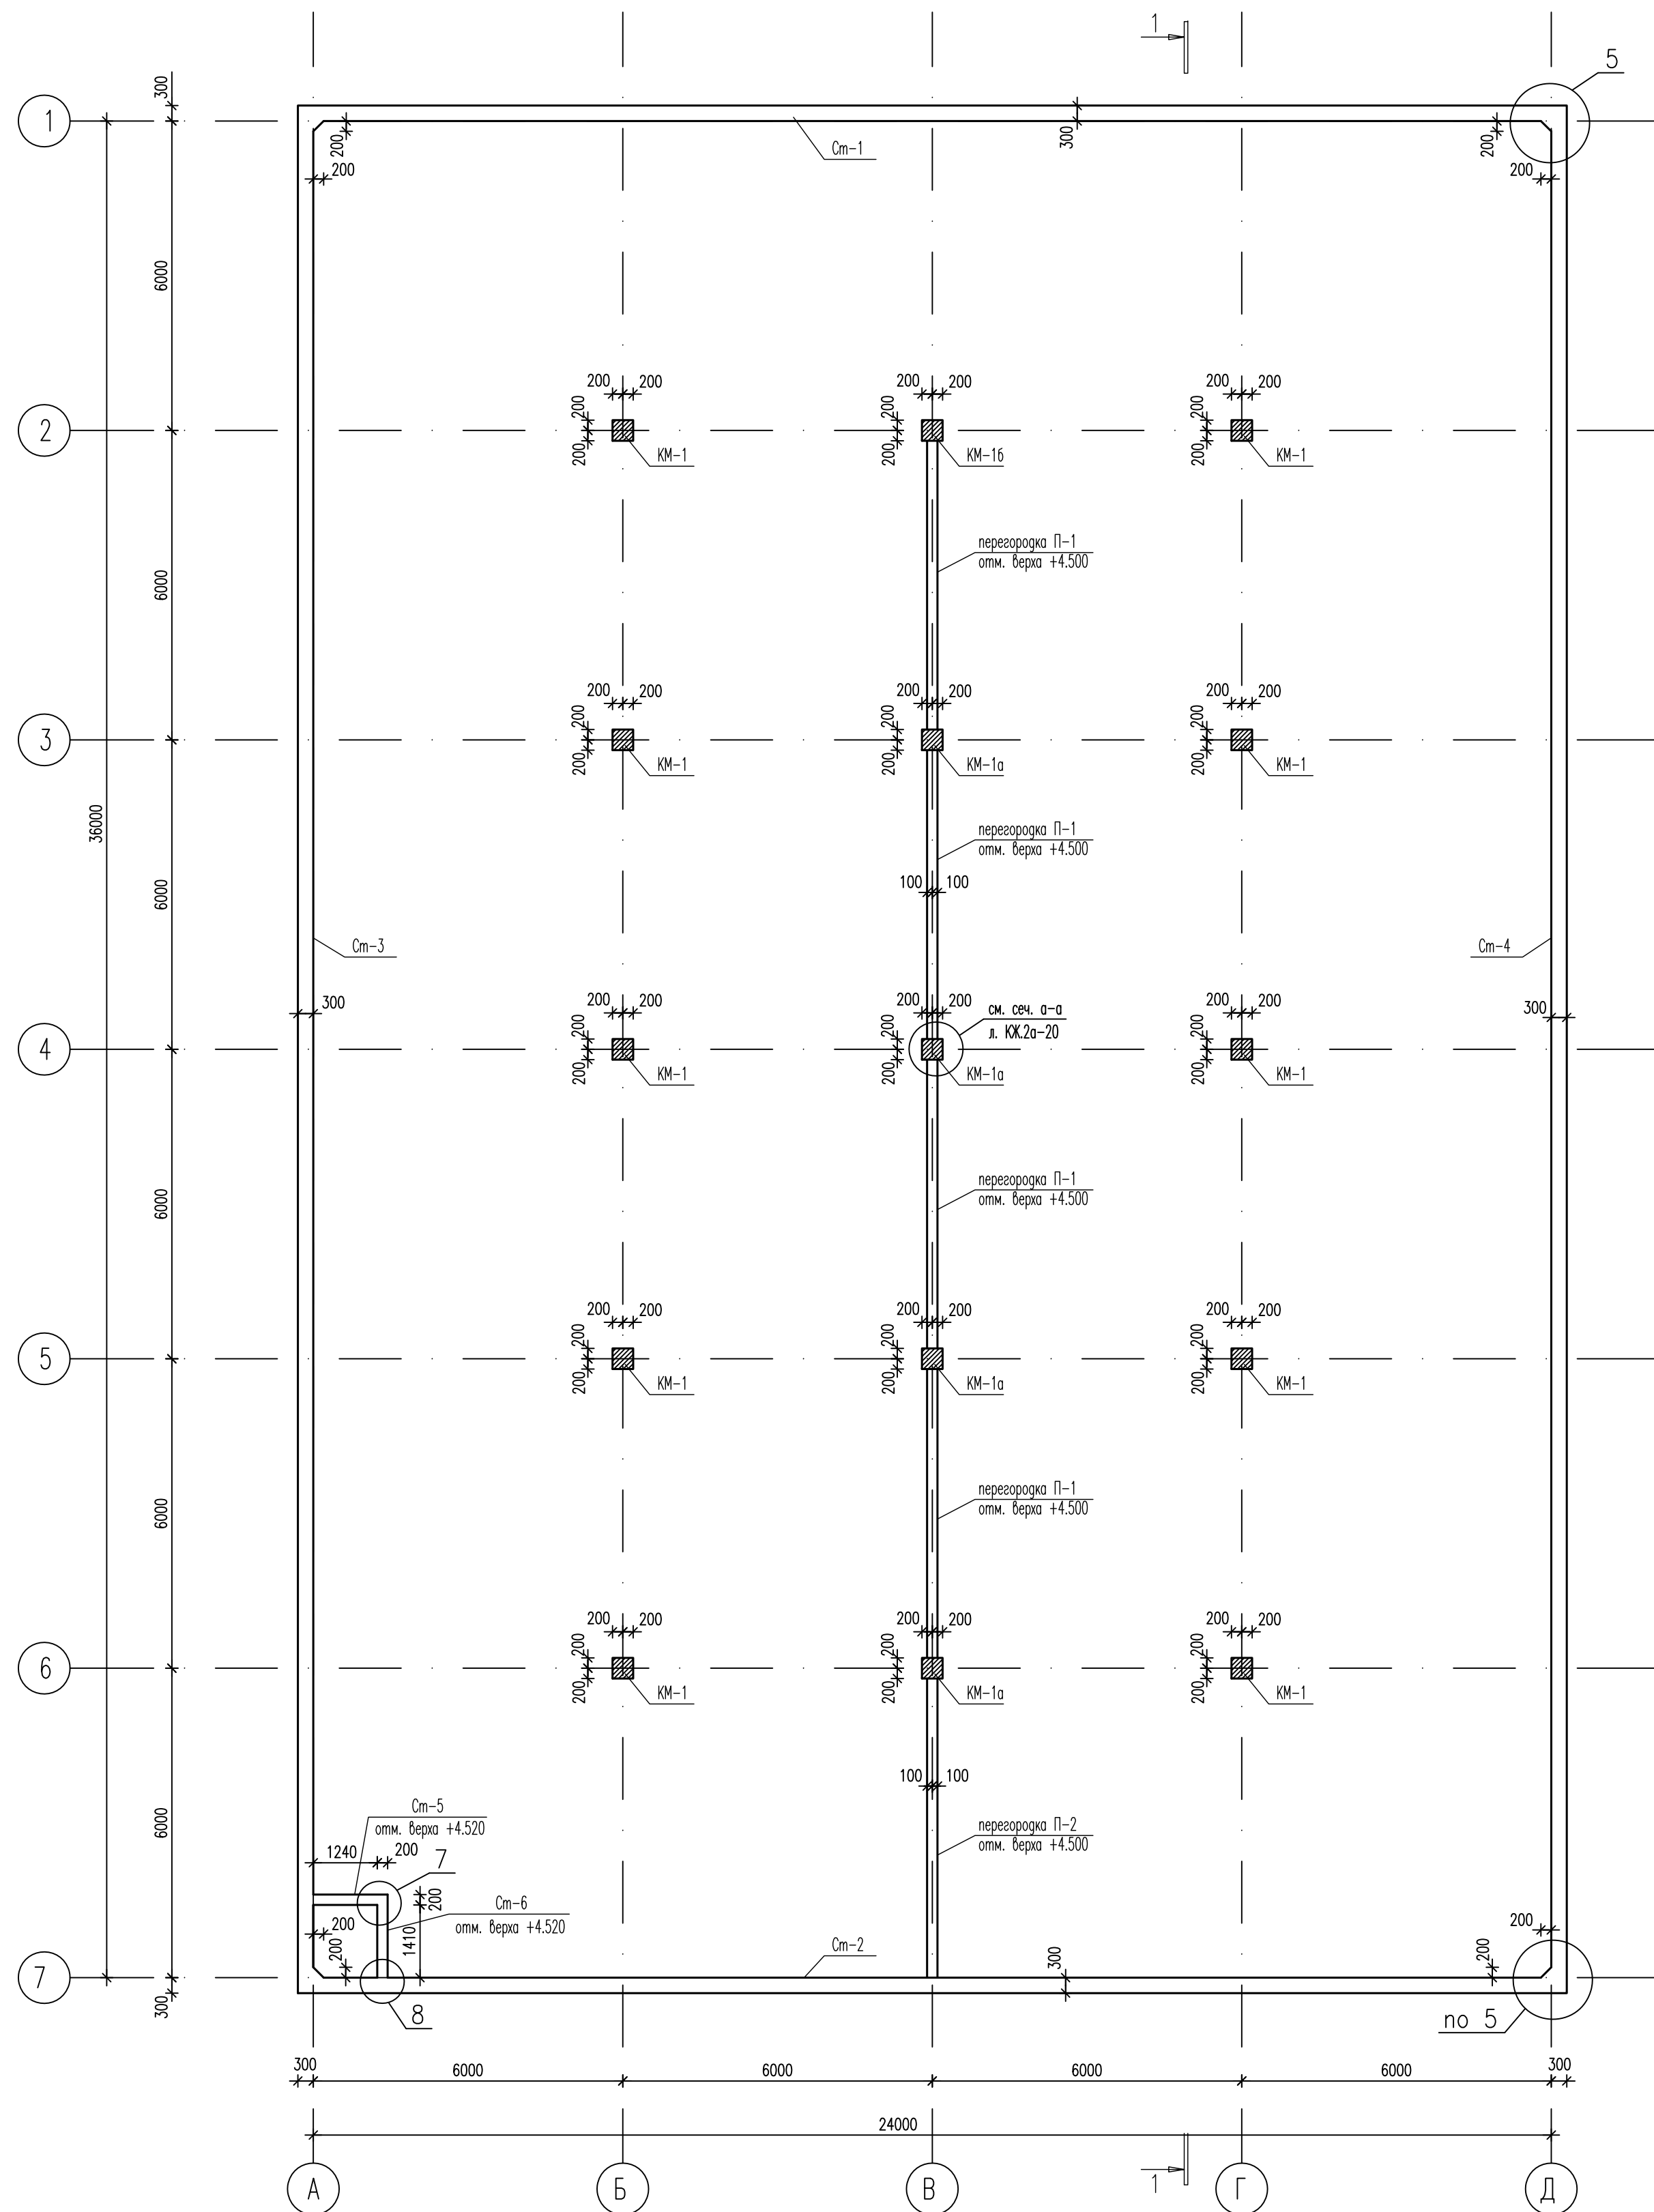 1
5
300
1
Ст-1
300
200
200
200
200
6000
200 200
200 200
200 200
2
200
200
КМ-1
200
200
КМ-1б
200
200
КМ-1
перегородка П-1
отм. верха +4.500
6000
200 200
200 200
200 200
3
200
200
КМ-1
200
200
КМ-1а
200
200
КМ-1
36000
перегородка П-1
отм. верха +4.500
6000
100 100
Ст-3
Ст-4
300
300
200 200
200 200
200 200
см. сеч. а-а
л. КЖ.2а-20
4
200
200
КМ-1
200
200
КМ-1а
200
200
КМ-1
6000
перегородка П-1
отм. верха +4.500
200 200
200 200
200 200
5
200
200
КМ-1
200
200
КМ-1а
200
200
КМ-1
6000
перегородка П-1
отм. верха +4.500
200 200
200 200
200 200
6
200
200
КМ-1
200
200
КМ-1а
200
200
КМ-1
100 100
6000
Ст-5
отм. верха +4.520
перегородка П-2
отм. верха +4.500
1240 200
7
200
Ст-6
отм. верха +4.520
200
200
1410
Ст-2
300
200
200
7
300
8
по 5
300 6000 6000 6000 6000 300
24000
1
А Б В Г Д